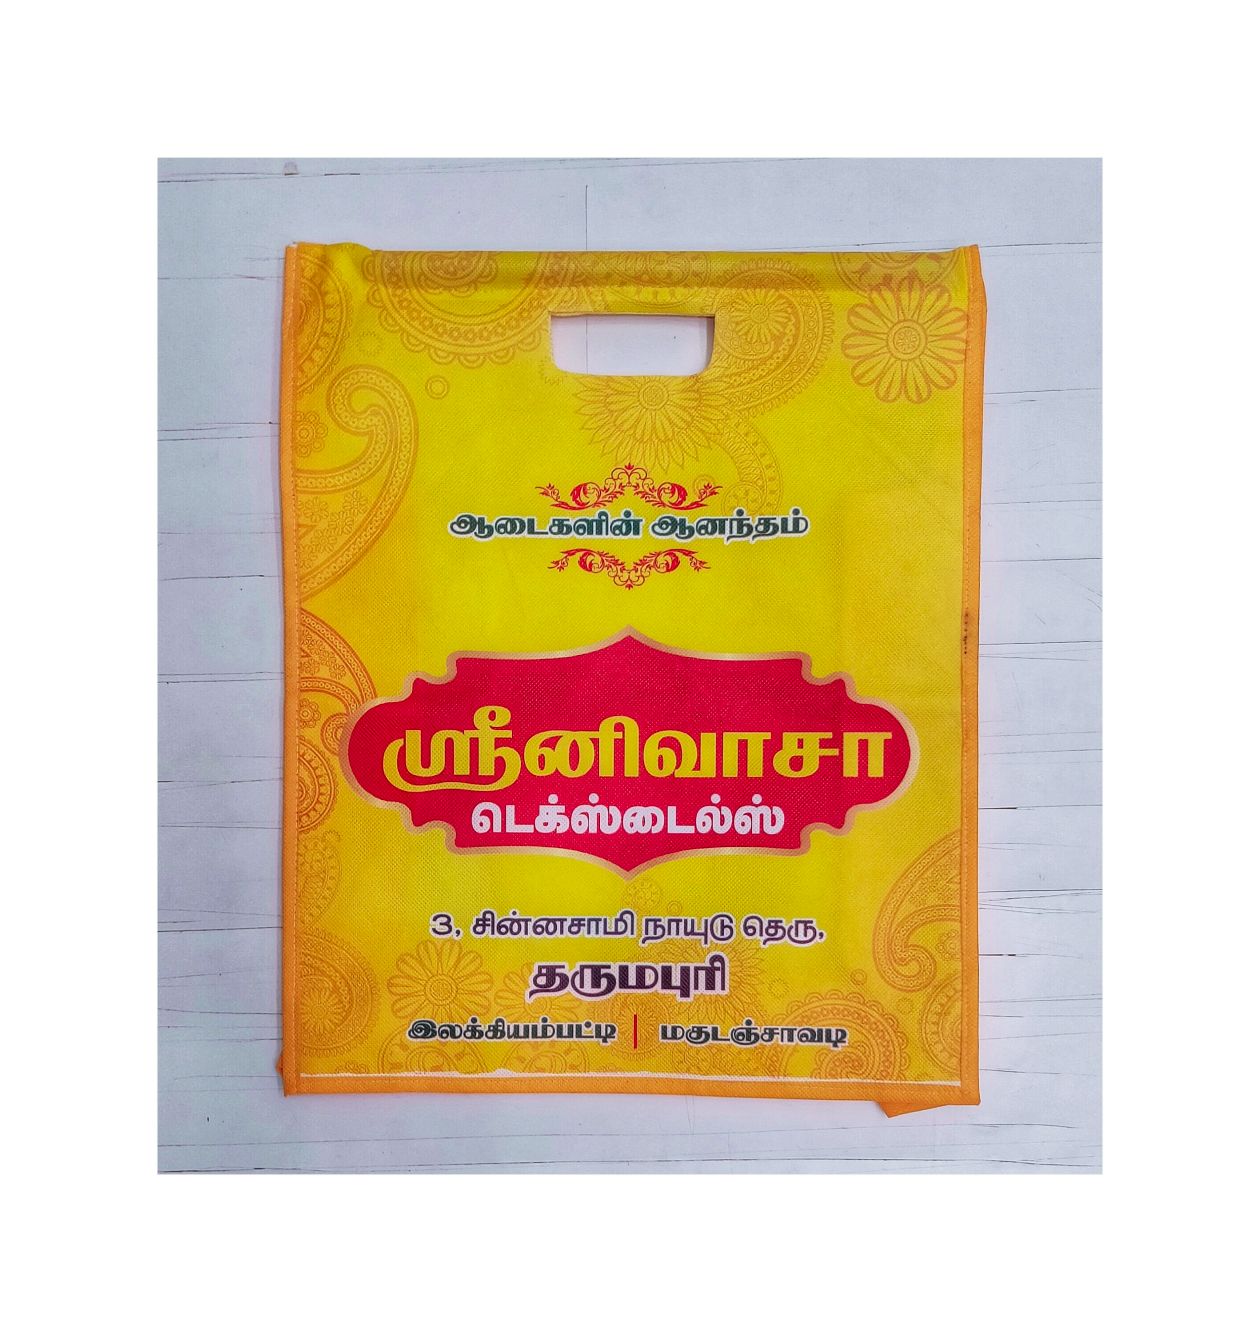 ஆடைகளின் ஆனந்தம்
ஸ்ரீனிவாசா
டெக்ஸ்டைல்ஸ்
3, சின்னசாமி நாயுடு தெரு,
தருமபுரி
இலக்கியம்பட்டி | மகுடஞ்சாவடி